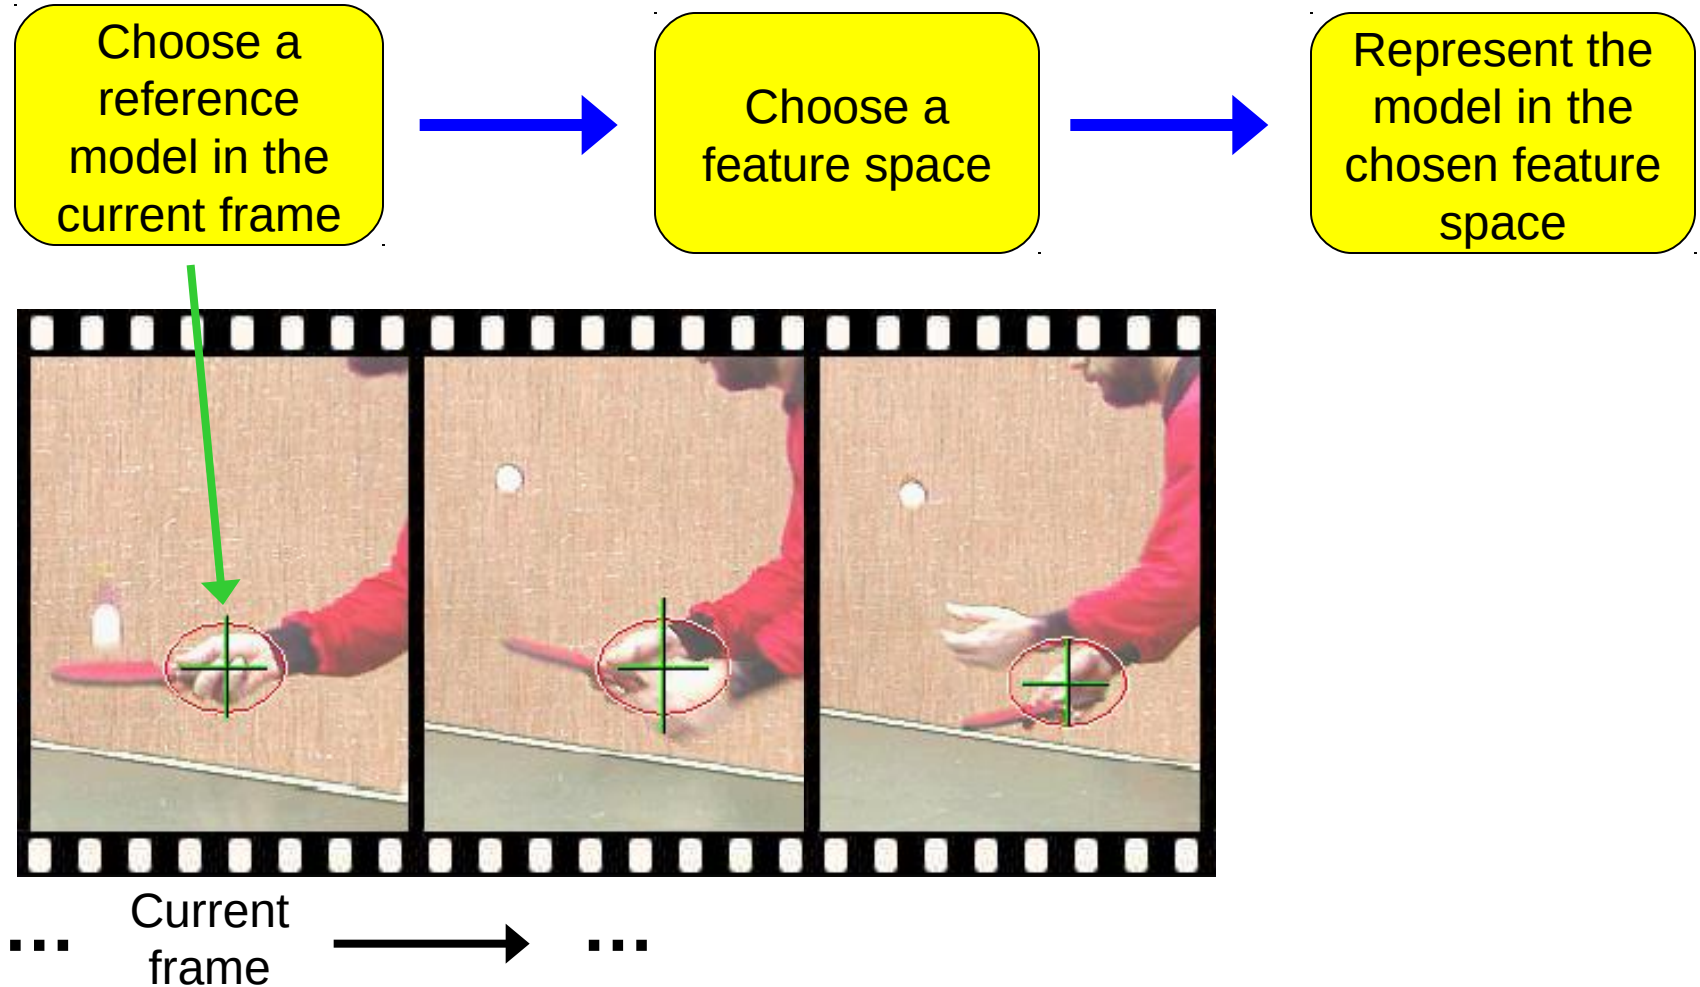 Choose a
reference
model in the
current frame
Choose a
feature space
Represent the
model in the
chosen feature
space
Current
frame
... ...